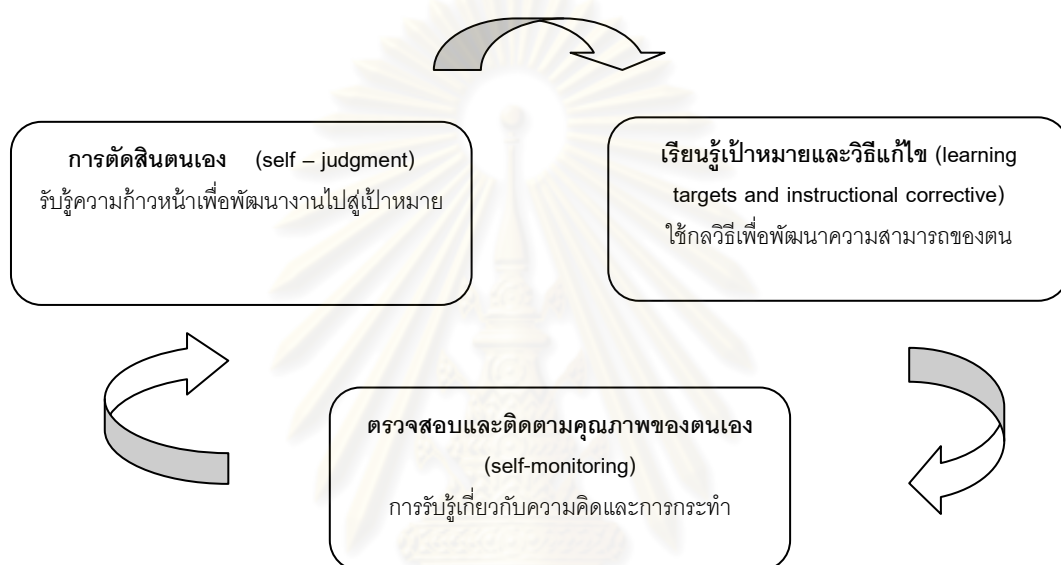 การตัดสินตนเอง (self – judgment)
รับรู้ความก้าวหน้าเพื่อพัฒนางานไปสู่เป้าหมาย
เรียนรู้เป้าหมายและวิธีแก้ไข (learning
targets and instructional corrective)
ใช้กลวิธีเพื่อพัฒนาความสามารถของตน
ตรวจสอบและติดตามคุณภาพของตนเอง
(self-monitoring)
การรับรู้เกี่ยวกับความคิดและการกระทำ